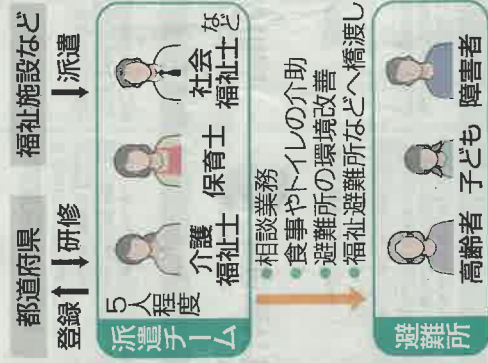 都道府県
登録 研修
福祉施設など
派遣
派遣チーム
5人程度
介護福祉士
保育士
社会福祉士など
相談業務
食事やトイレの介助
避難所の環境改善
福祉避難所などへ橋渡し
避難所
高齢者
子ども
障害者